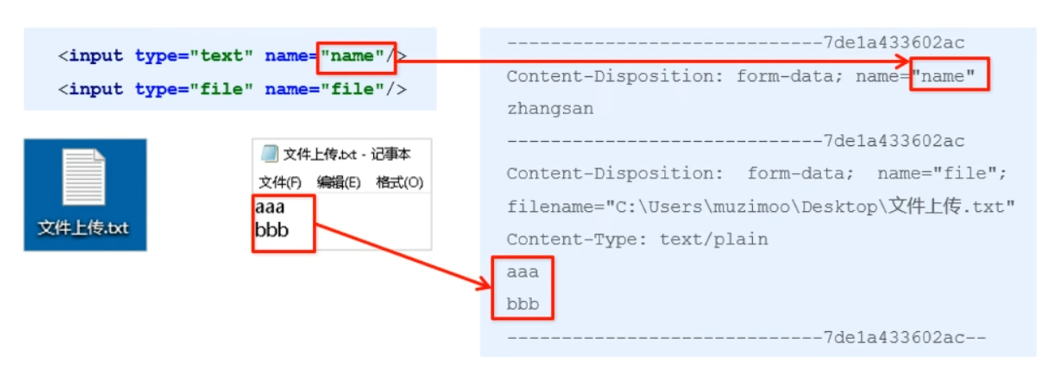 <input type="text" name="name"/>
<input type="file" name="file"/>
文件上传.txt
文件上传.txt - 记事本
文件(F) 编辑(E) 格式(O)
aaa
bbb
-----------------------------7de1a433602ac
Content-Disposition: form-data; name="name"
zhangsan
-----------------------------7de1a433602ac
Content-Disposition: form-data; name="file";
filename="C:\Users\muzimoo\Desktop\文件上传.txt"
Content-Type: text/plain
aaa
bbb
-----------------------------7de1a433602ac--